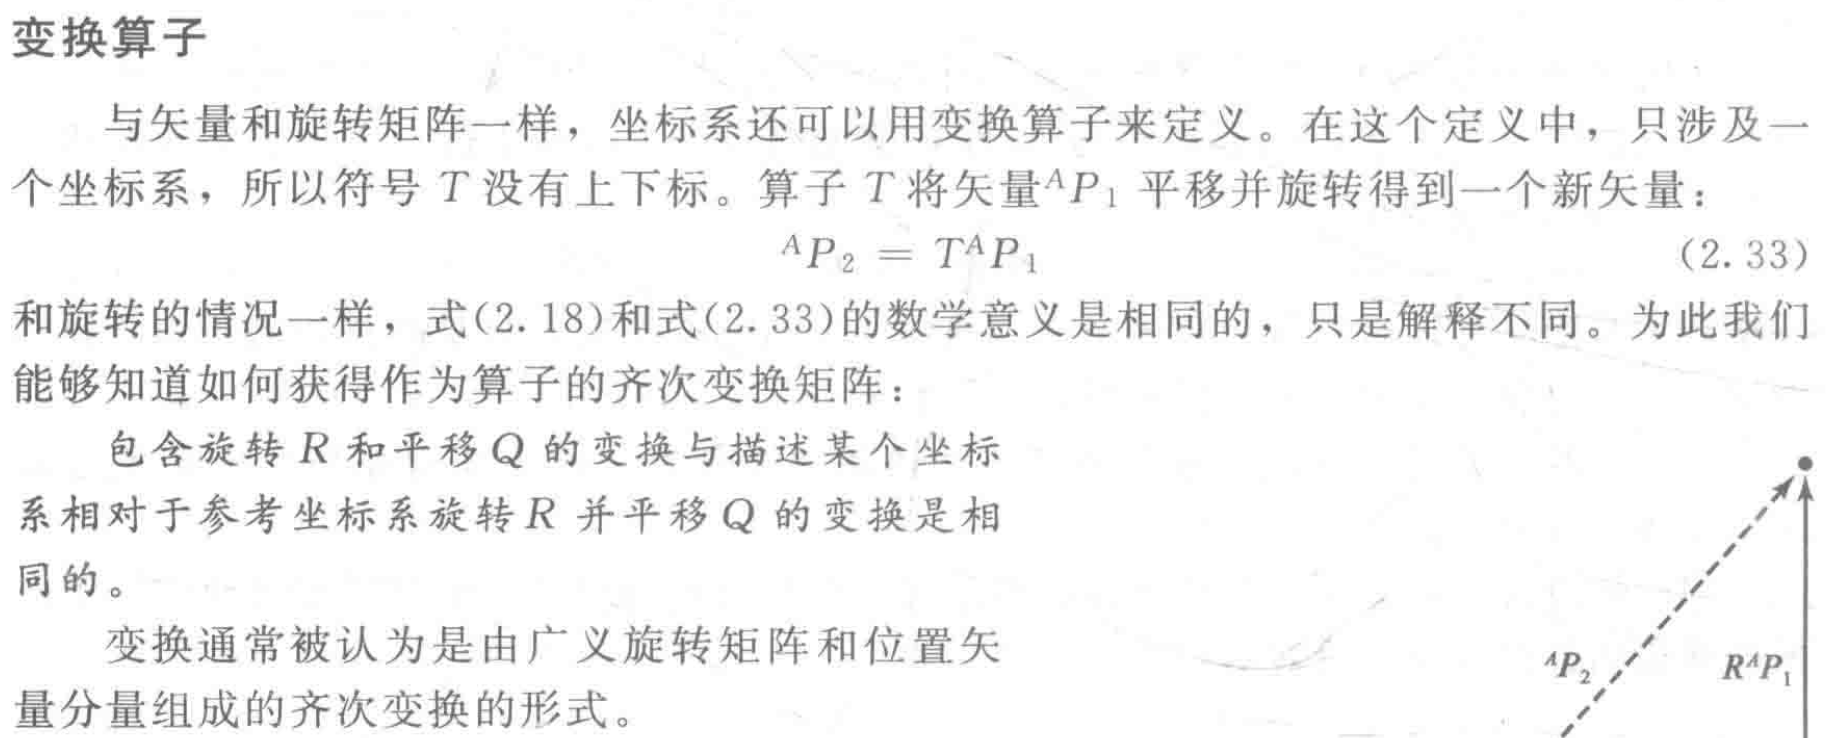 变换算子
与矢量和旋转矩阵一样，坐标系还可以用变换算子来定义。在这个定义中，只涉及一
个坐标系，所以符号 T 没有上下标。算子 T 将矢量ᴬP₁ 平移并旋转得到一个新矢量：
ᴬP₂ = TᴬP₁ (2.33)
和旋转的情况一样，式(2.18)和式(2.33)的数学意义是相同的，只是解释不同。为此我们
能够知道如何获得作为算子的齐次变换矩阵：
包含旋转 R 和平移 Q 的变换与描述某个坐标
系相对于参考坐标系旋转 R 并平移 Q 的变换是相
同的。
变换通常被认为是由广义旋转矩阵和位置矢
量分量组成的齐次变换的形式。
ᴬP₂ RᴬP₁